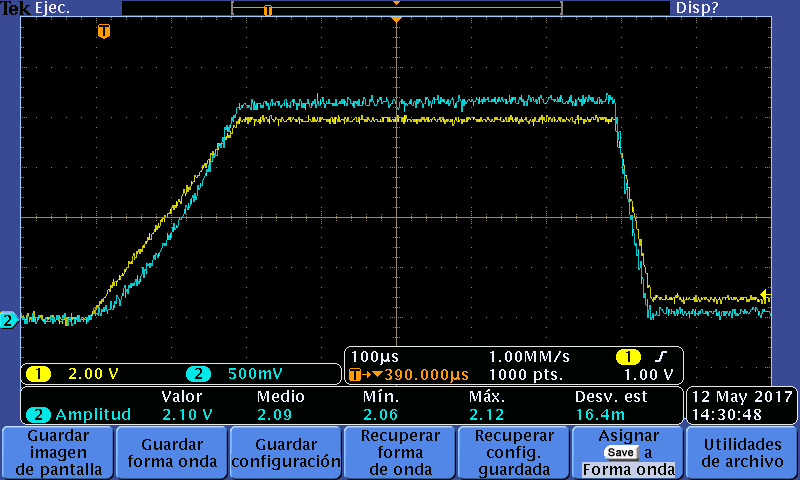 Tek Ejec. Disp?
T
T
2
1 2.00 V 2 500mV
100µs 1.00MM/s 1 ʃ
T→▼390.000µs 1000 pts. 1.00 V
Valor Medio Mín. Máx. Desv. est
2 Amplitud 2.10 V 2.09 2.06 2.12 16.4m
12 May 2017
14:30:48
Guardar
imagen
de pantalla
Guardar
forma onda
Guardar
configuración
Recuperar
forma
de onda
Recuperar
config.
guardada
Asignar
Save a
Forma onda
Utilidades
de archivo